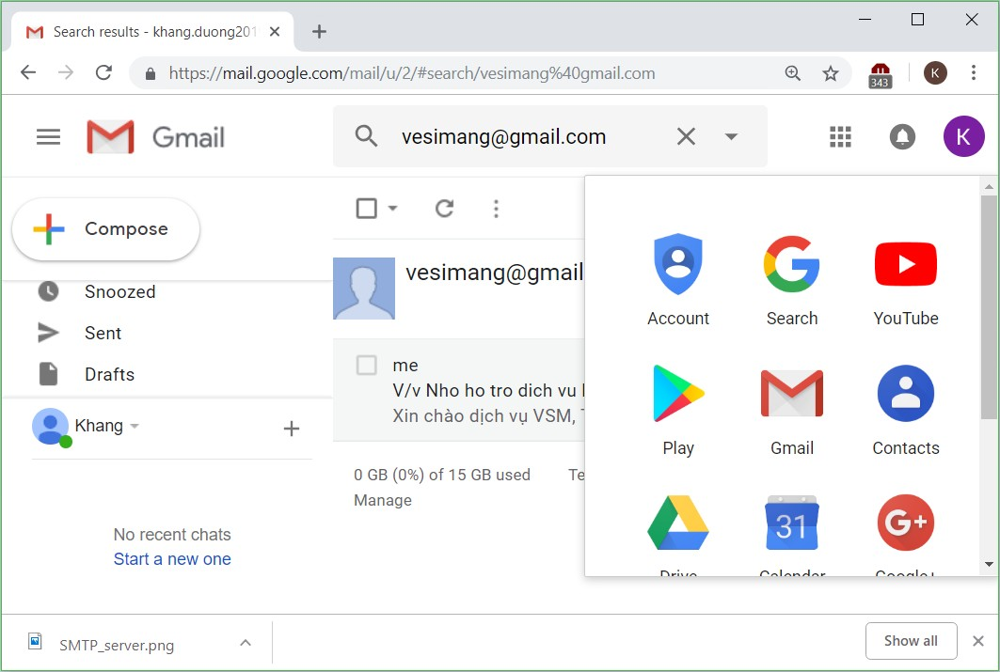 Search results - khang.duong201
https://mail.google.com/mail/u/2/#search/vesimang%40gmail.com
343
K
Gmail
vesimang@gmail.com
K
Compose
Snoozed
Sent
Drafts
Khang
No recent chats
Start a new one
vesimang@gmail
me
V/v Nho ho tro dich vu
Xin chào dịch vụ VSM,
0 GB (0%) of 15 GB used
Te
Manage
Account
Search
YouTube
Play
Gmail
Contacts
31
G+
Drive
Calendar
Google+
SMTP_server.png
Show all